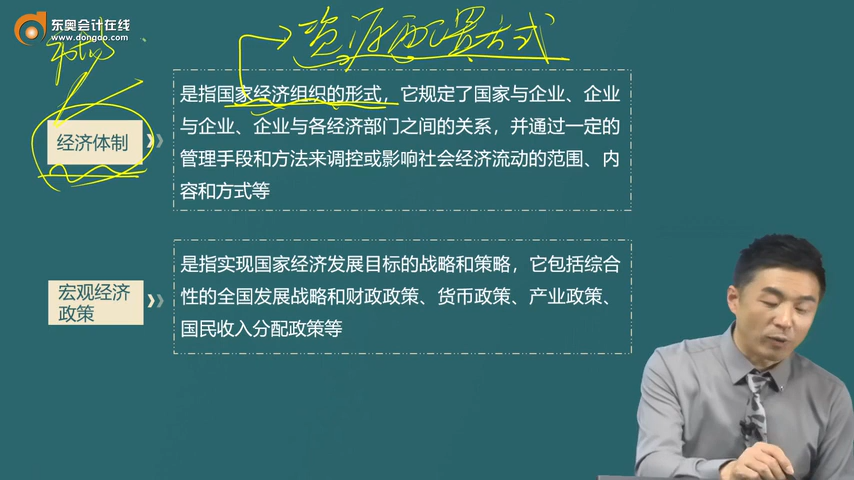 东奥会计在线
www.dongao.com
资源配置方式
市场
是指国家经济组织的形式，它规定了国家与企业、企业
与企业、企业与各经济部门之间的关系，并通过一定的
管理手段和方法来调控或影响社会经济流动的范围、内
容和方式等
经济体制
是指实现国家经济发展目标的战略和策略，它包括综合
性的全国发展战略和财政政策、货币政策、产业政策、
国民收入分配政策等
宏观经济
政策